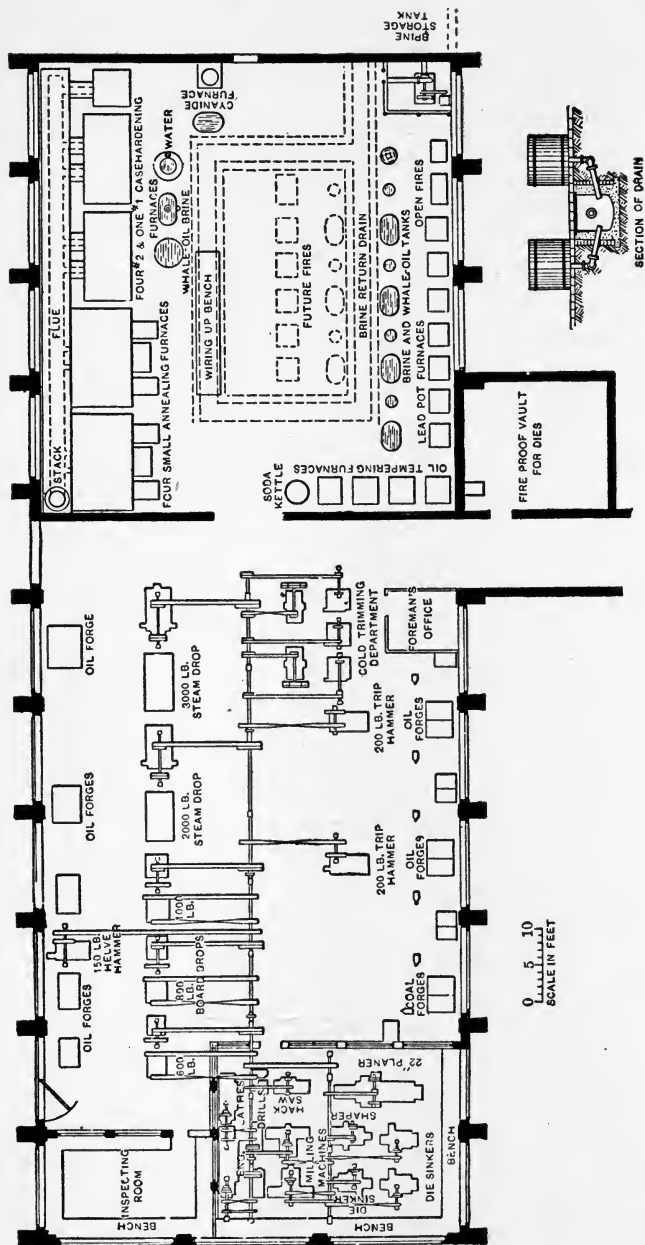 BRINE
STORAGE
TANK
FLUE
STACK
FOUR #2 & ONE #1 CASEHARDENING
FURNACES
FOUR SMALL ANNEALING FURNACES
WATER
WHALE-OIL BRINE
CYANIDE
FURNACE
WIRING UP BENCH
FUTURE FIRES
BRINE RETURN DRAIN
BRINE AND WHALE-OIL TANKS
LEAD POT FURNACES
OPEN FIRES
SODA
KETTLE
OIL TEMPERING FURNACES
FIRE PROOF VAULT
FOR DIES
SECTION OF DRAIN
OIL FORGE
OIL FORGES
OIL FORGES
150 LB.
HELVE
HAMMER
3000 LB.
STEAM DROP
2000 LB.
STEAM DROP
1000
LB.
800
LB.
600
LB.
BOARD DROPS
COLD TRIMMING
DEPARTMENT
FOREMAN'S
OFFICE
200 LB. TRIP
HAMMER
200 LB. TRIP
HAMMER
OIL
FORGES
OIL
FORGES
COAL
FORGES
INSPECTING
ROOM
BENCH
ENG. LATHES
DRILLS
HACK
SAW
MILLING
MACHINES
22" PLANER
SHAPER
DIE
SINKER
DIE SINKERS
BENCH
BENCH
0 5 10
SCALE IN FEET